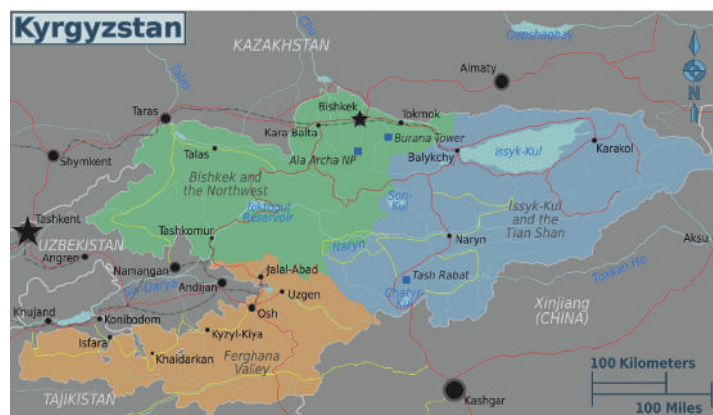 Kyrgyzstan
KAZAKHSTAN
Chu
Qapshaghay
Talas
Almaty
N
Taras
Bishkek
Tokmok
Kara Balta
Burana Tower
Shymkent
Talas
Ala Archa NP
Balykchy
Issyk-Kul
Karakol
Bishkek and
the Northwest
Son-
Kul
Issyk-Kul
and the
Tian Shan
Toktogul
Reservoir
Tashkent
Tashkomur
Naryn
Naryn
Aksu
UZBEKISTAN
Angren
Namangan
Jalal-Abad
Tash Rabat
Toxkan He
Syr-Darya
Andijan
Uzgen
Chatyr-
Kul
Xinjiang
(CHINA)
Khujand
Konibodom
Osh
Isfara
Kyzyl-Kiya
Khaidarkan
Ferghana
Valley
100 Kilometers
TAJIKISTAN
Kashgar
100 Miles